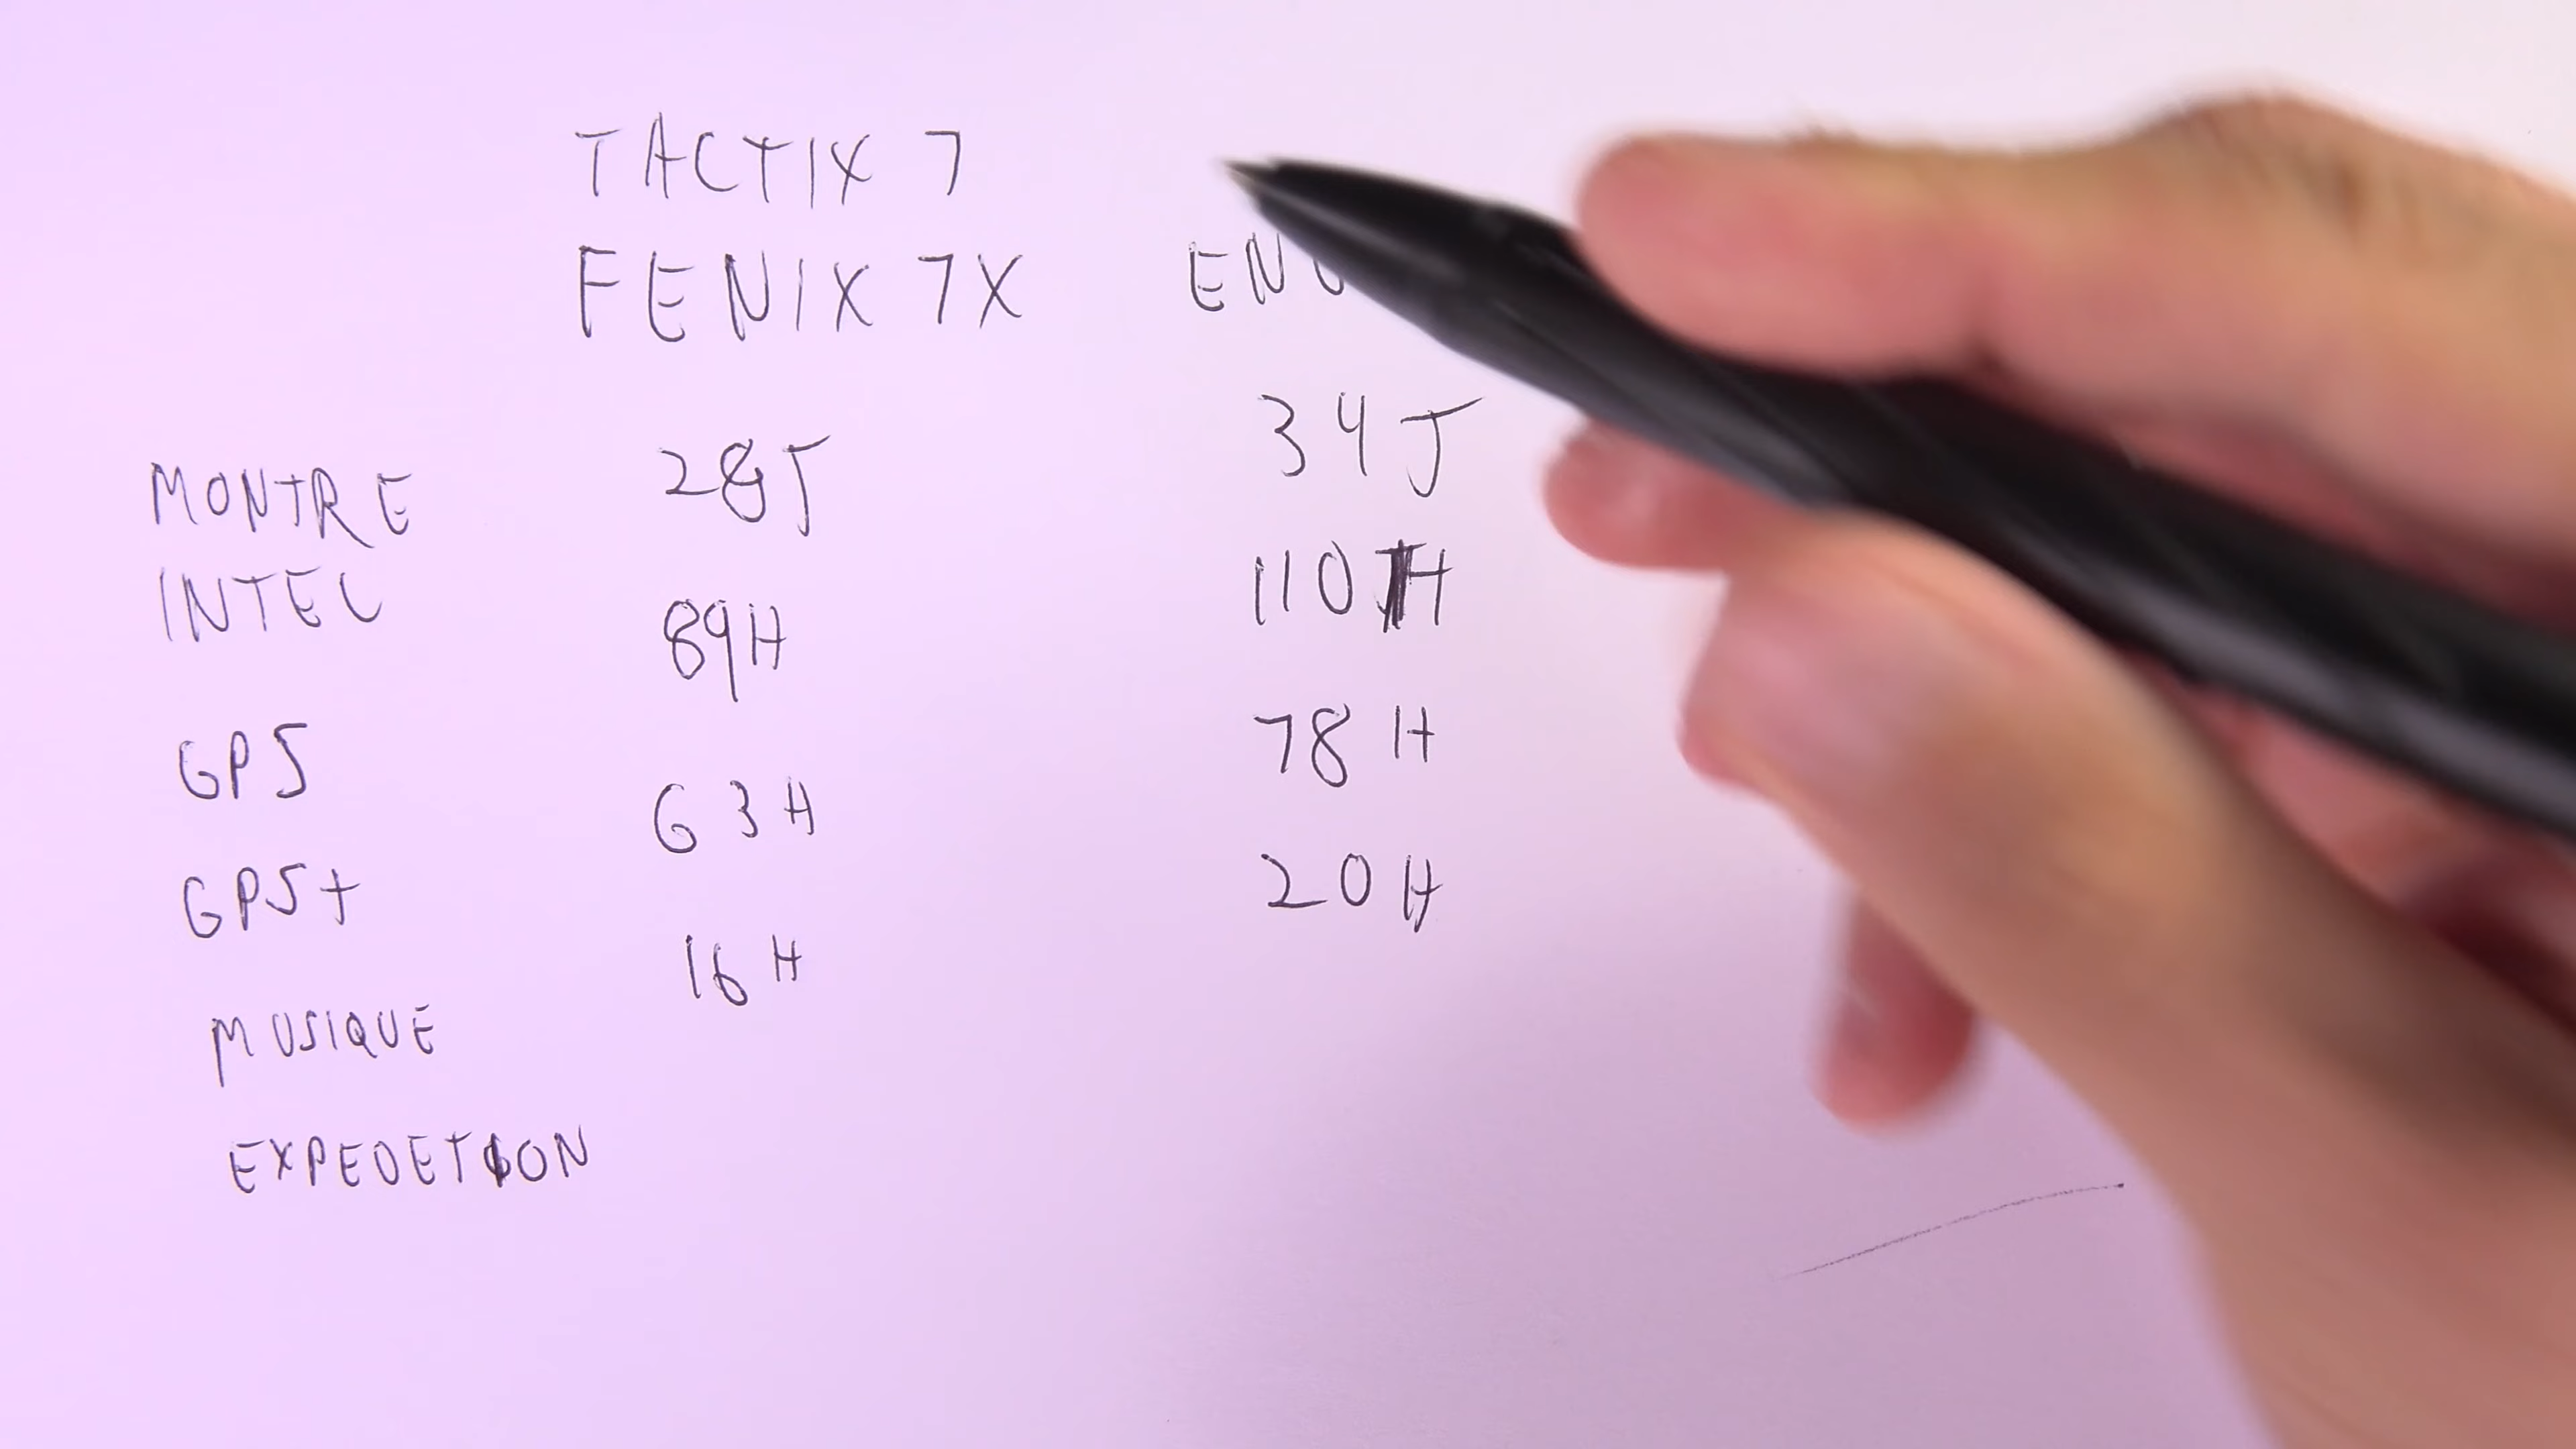 TACTIX 7
FENIX 7X
MONTRE INTEL
28J
34J
89H
110H
GPS
63H
78H
GPS+
16H
20H
MUSIQUE
EXPEDETION